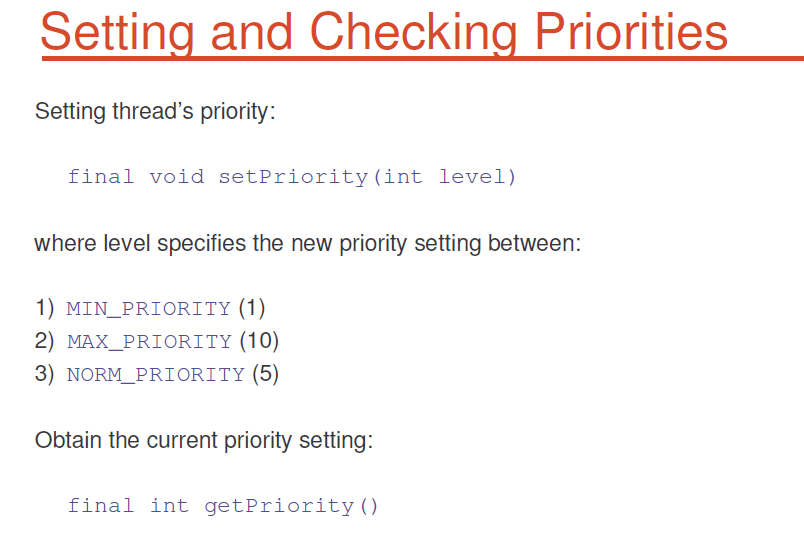 Setting and Checking Priorities
Setting thread’s priority:
final void setPriority(int level)
where level specifies the new priority setting between:
1) MIN_PRIORITY (1)
2) MAX_PRIORITY (10)
3) NORM_PRIORITY (5)
Obtain the current priority setting:
final int getPriority()